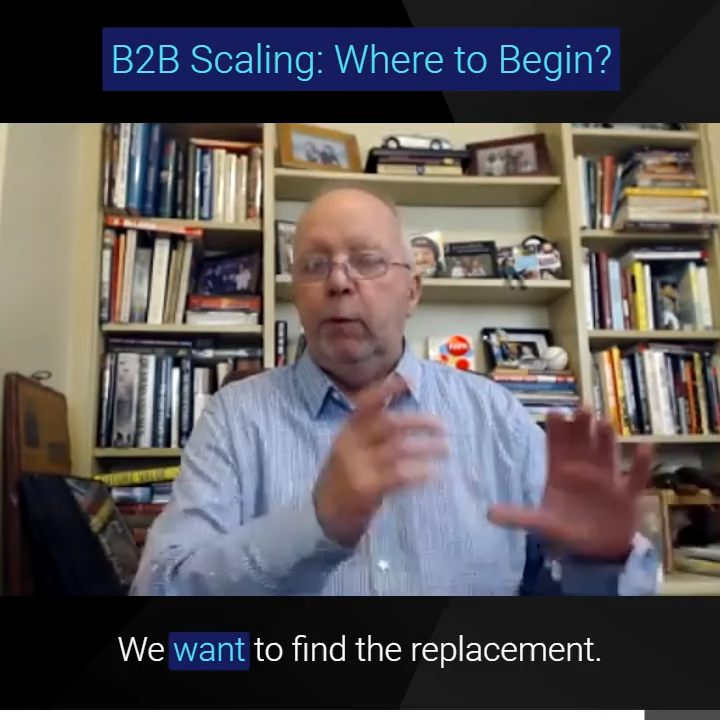 B2B Scaling: Where to Begin?
We want to find the replacement.